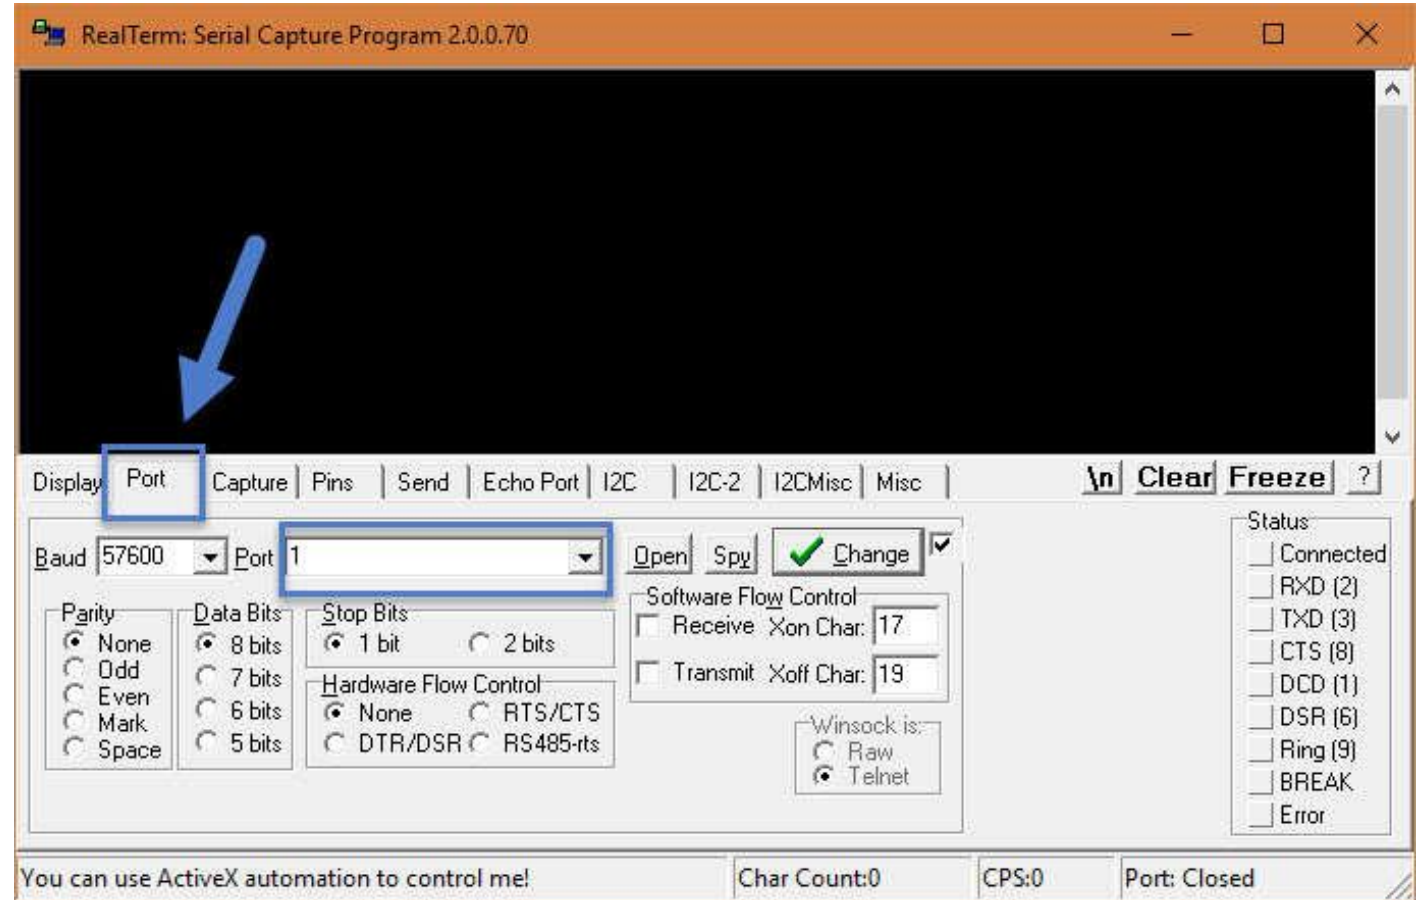 RealTerm: Serial Capture Program 2.0.0.70
Display Port Capture Pins Send Echo Port I2C I2C-2 I2CMisc Misc \n Clear Freeze ?
Baud 57600 Port 1 Open Spy Change
Parity
None
Odd
Even
Mark
Space
Data Bits
8 bits
7 bits
6 bits
5 bits
Stop Bits
1 bit 2 bits
Hardware Flow Control
None RTS/CTS
DTR/DSR RS485-rts
Software Flow Control
Receive Xon Char: 17
Transmit Xoff Char: 19
Winsock is:
Raw
Telnet
Status
Connected
RXD (2)
TXD (3)
CTS (8)
DCD (1)
DSR (6)
Ring (9)
BREAK
Error
You can use ActiveX automation to control me! Char Count:0 CPS:0 Port: Closed